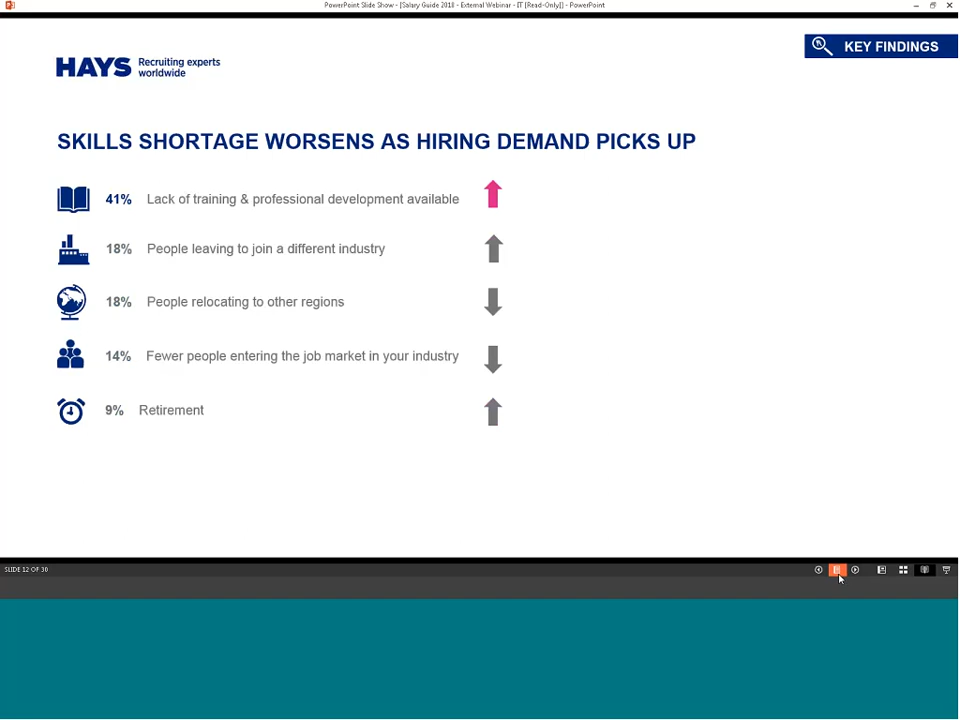 PowerPoint Slide Show - [Salary Guide 2018 - External Webinar - IT [Read-Only]] - PowerPoint
KEY FINDINGS
HAYS Recruiting experts
worldwide
SKILLS SHORTAGE WORSENS AS HIRING DEMAND PICKS UP
41% Lack of training & professional development available
18% People leaving to join a different industry
18% People relocating to other regions
14% Fewer people entering the job market in your industry
9% Retirement
SLIDE 12 OF 30